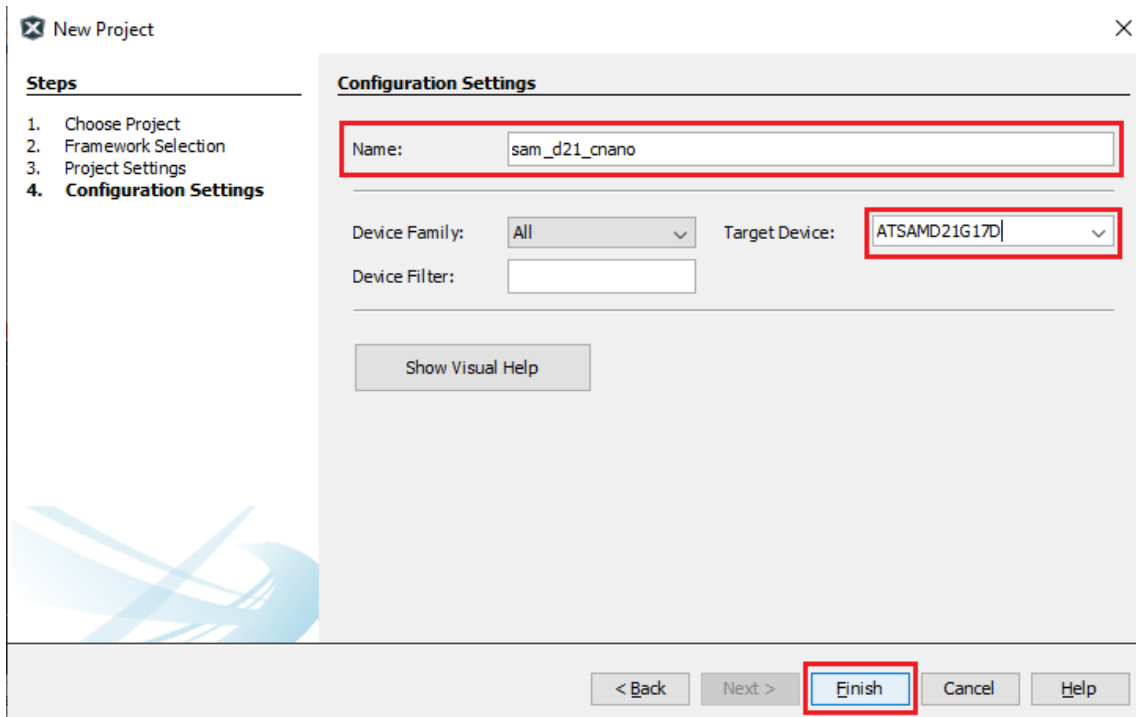 New Project
Steps
1. Choose Project
2. Framework Selection
3. Project Settings
4. Configuration Settings
Configuration Settings
Name: sam_d21_cnano
Device Family: All Target Device: ATSAMD21G17D
Device Filter:
Show Visual Help
< Back Next > Finish Cancel Help